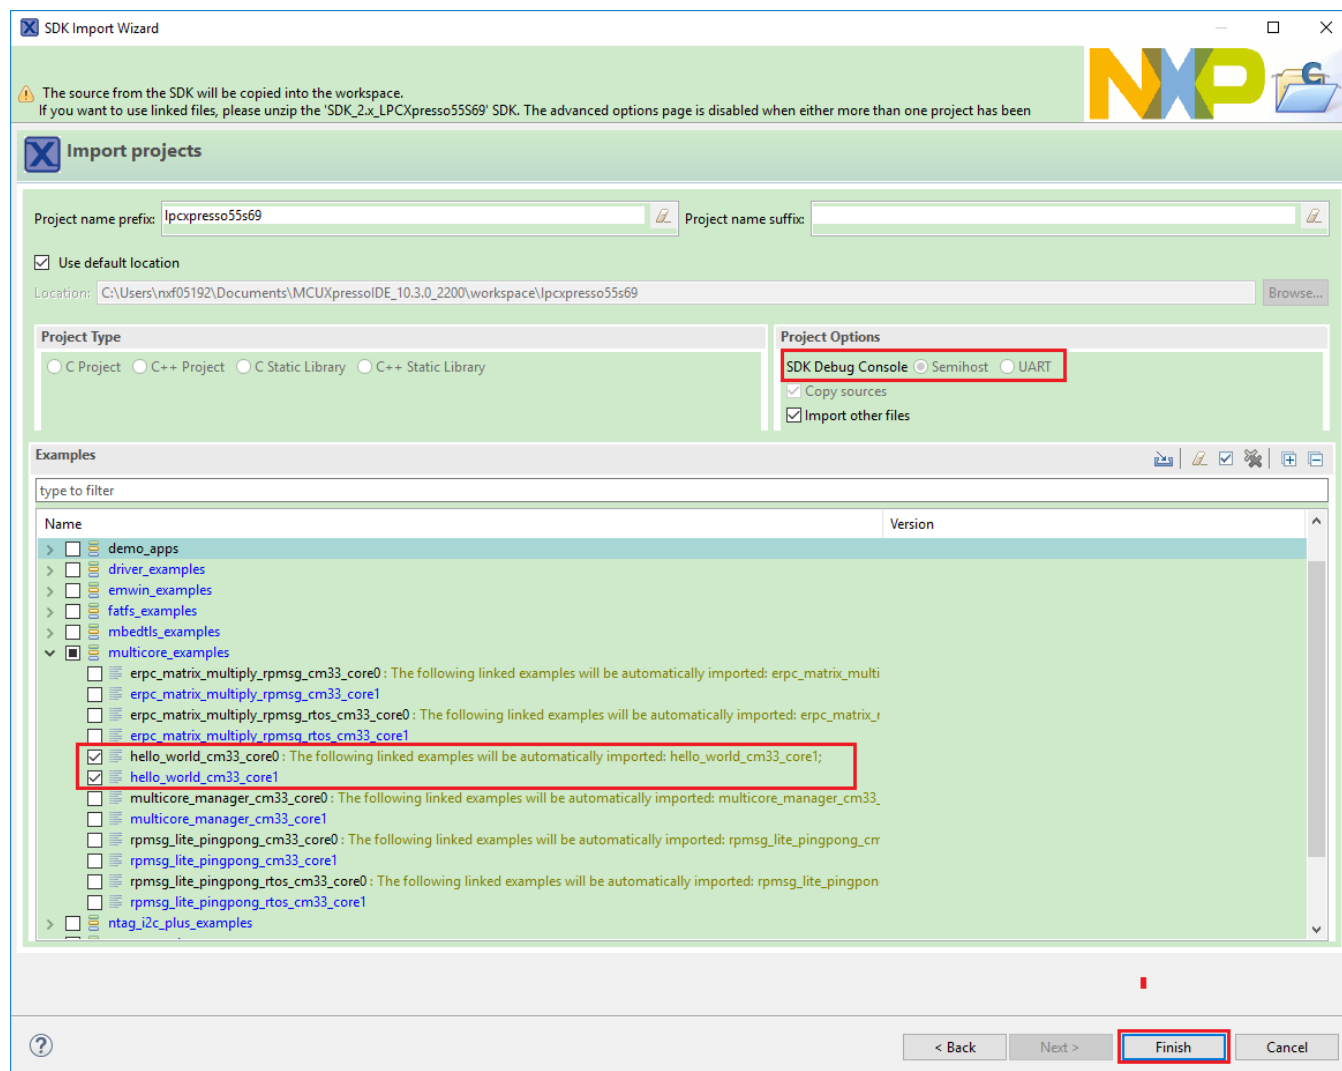 SDK Import Wizard
The source from the SDK will be copied into the workspace.
If you want to use linked files, please unzip the 'SDK_2.x_LPCXpresso55S69' SDK. The advanced options page is disabled when either more than one project has been
NXP
Import projects
Project name prefix: lpcxpresso55s69 Project name suffix:
Use default location
Location: C:\Users\nxf05192\Documents\MCUXpressoIDE_10.3.0_2200\workspace\lpcxpresso55s69 Browse...
Project Type Project Options
C Project C++ Project C Static Library C++ Static Library SDK Debug Console Semihost UART
Copy sources
Import other files
Examples
type to filter
Name Version
demo_apps
driver_examples
emwin_examples
fatfs_examples
mbedtls_examples
multicore_examples
erpc_matrix_multiply_rpmsg_cm33_core0 : The following linked examples will be automatically imported: erpc_matrix_multi
erpc_matrix_multiply_rpmsg_cm33_core1
erpc_matrix_multiply_rpmsg_rtos_cm33_core0 : The following linked examples will be automatically imported: erpc_matrix_r
erpc_matrix_multiply_rpmsg_rtos_cm33_core1
hello_world_cm33_core0 : The following linked examples will be automatically imported: hello_world_cm33_core1;
hello_world_cm33_core1
multicore_manager_cm33_core0 : The following linked examples will be automatically imported: multicore_manager_cm33_
multicore_manager_cm33_core1
rpmsg_lite_pingpong_cm33_core0 : The following linked examples will be automatically imported: rpmsg_lite_pingpong_cm
rpmsg_lite_pingpong_cm33_core1
rpmsg_lite_pingpong_rtos_cm33_core0 : The following linked examples will be automatically imported: rpmsg_lite_pingpon
rpmsg_lite_pingpong_rtos_cm33_core1
ntag_i2c_plus_examples
< Back Next > Finish Cancel